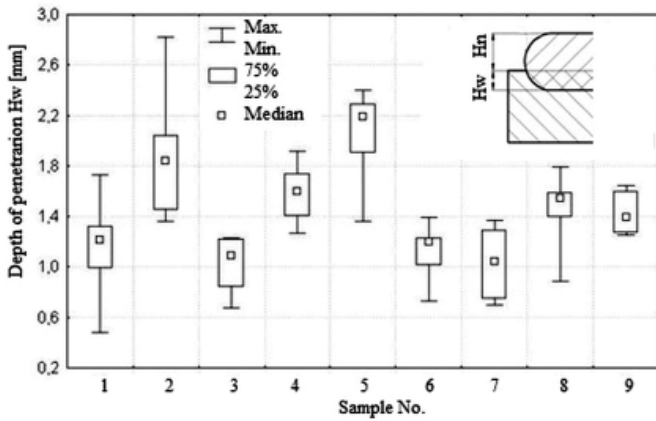 Depth of penetrarion Hw [mm]
3,0
2,6
2,2
1,8
1,4
1,0
0,6
0,2
Max.
Min.
75%
25%
Median
Hn
Hw
1 2 3 4 5 6 7 8 9
Sample No.